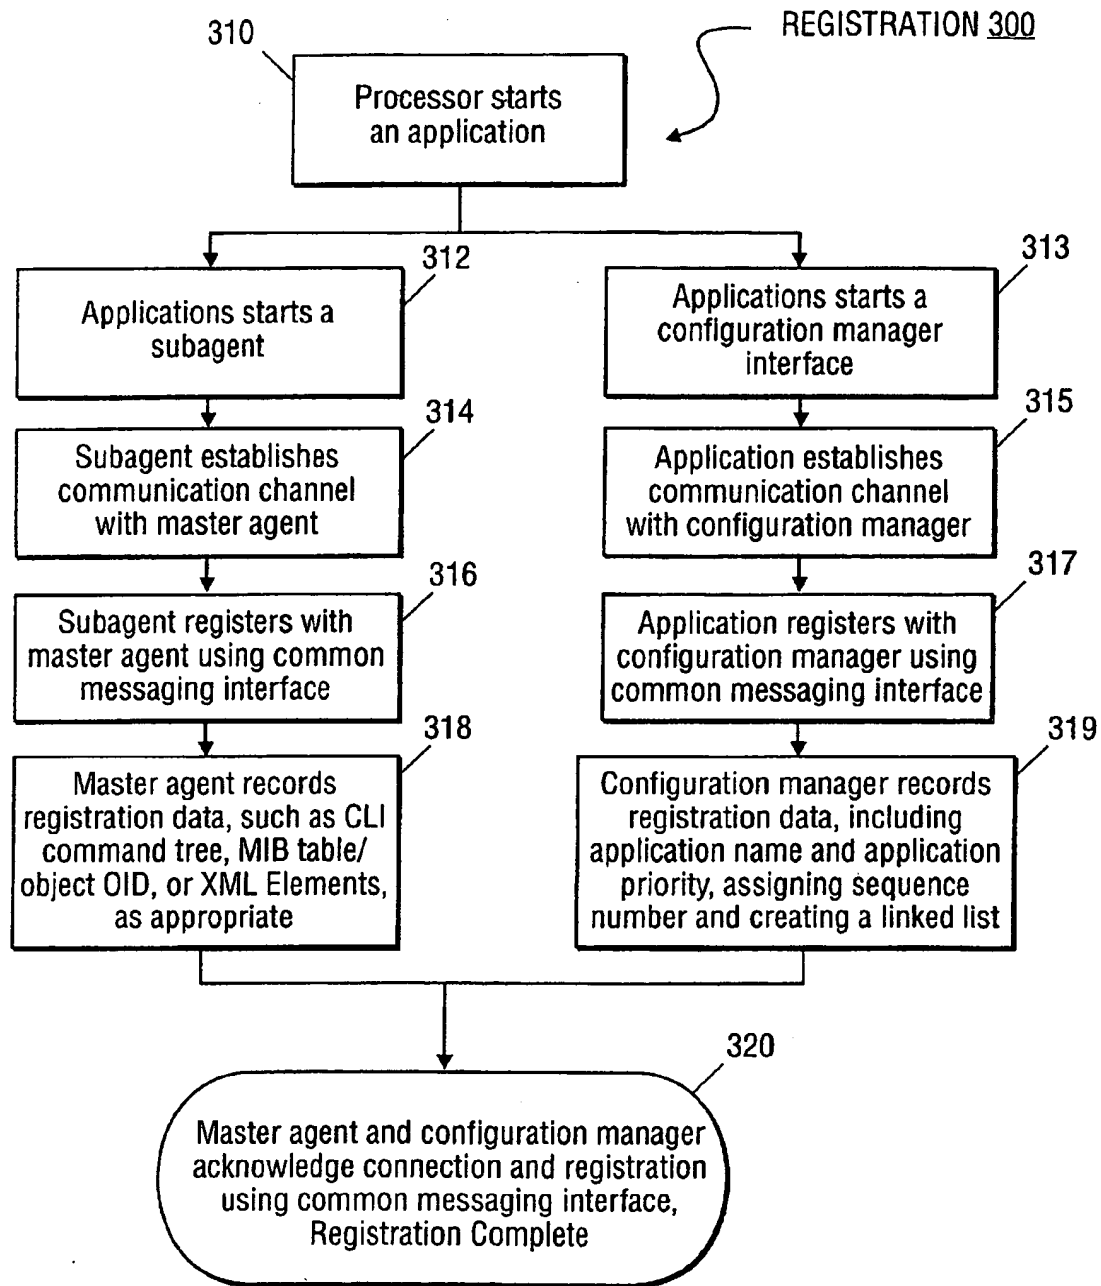 REGISTRATION 300
310
Processor starts
an application
312
Applications starts a
subagent
313
Applications starts a
configuration manager
interface
314
Subagent establishes
communication channel
with master agent
315
Application establishes
communication channel
with configuration manager
316
Subagent registers with
master agent using common
messaging interface
317
Application registers with
configuration manager using
common messaging interface
318
Master agent records
registration data, such as CLI
command tree, MIB table/
object OID, or XML Elements,
as appropriate
319
Configuration manager records
registration data, including
application name and application
priority, assigning sequence
number and creating a linked list
320
Master agent and configuration manager
acknowledge connection and registration
using common messaging interface,
Registration Complete